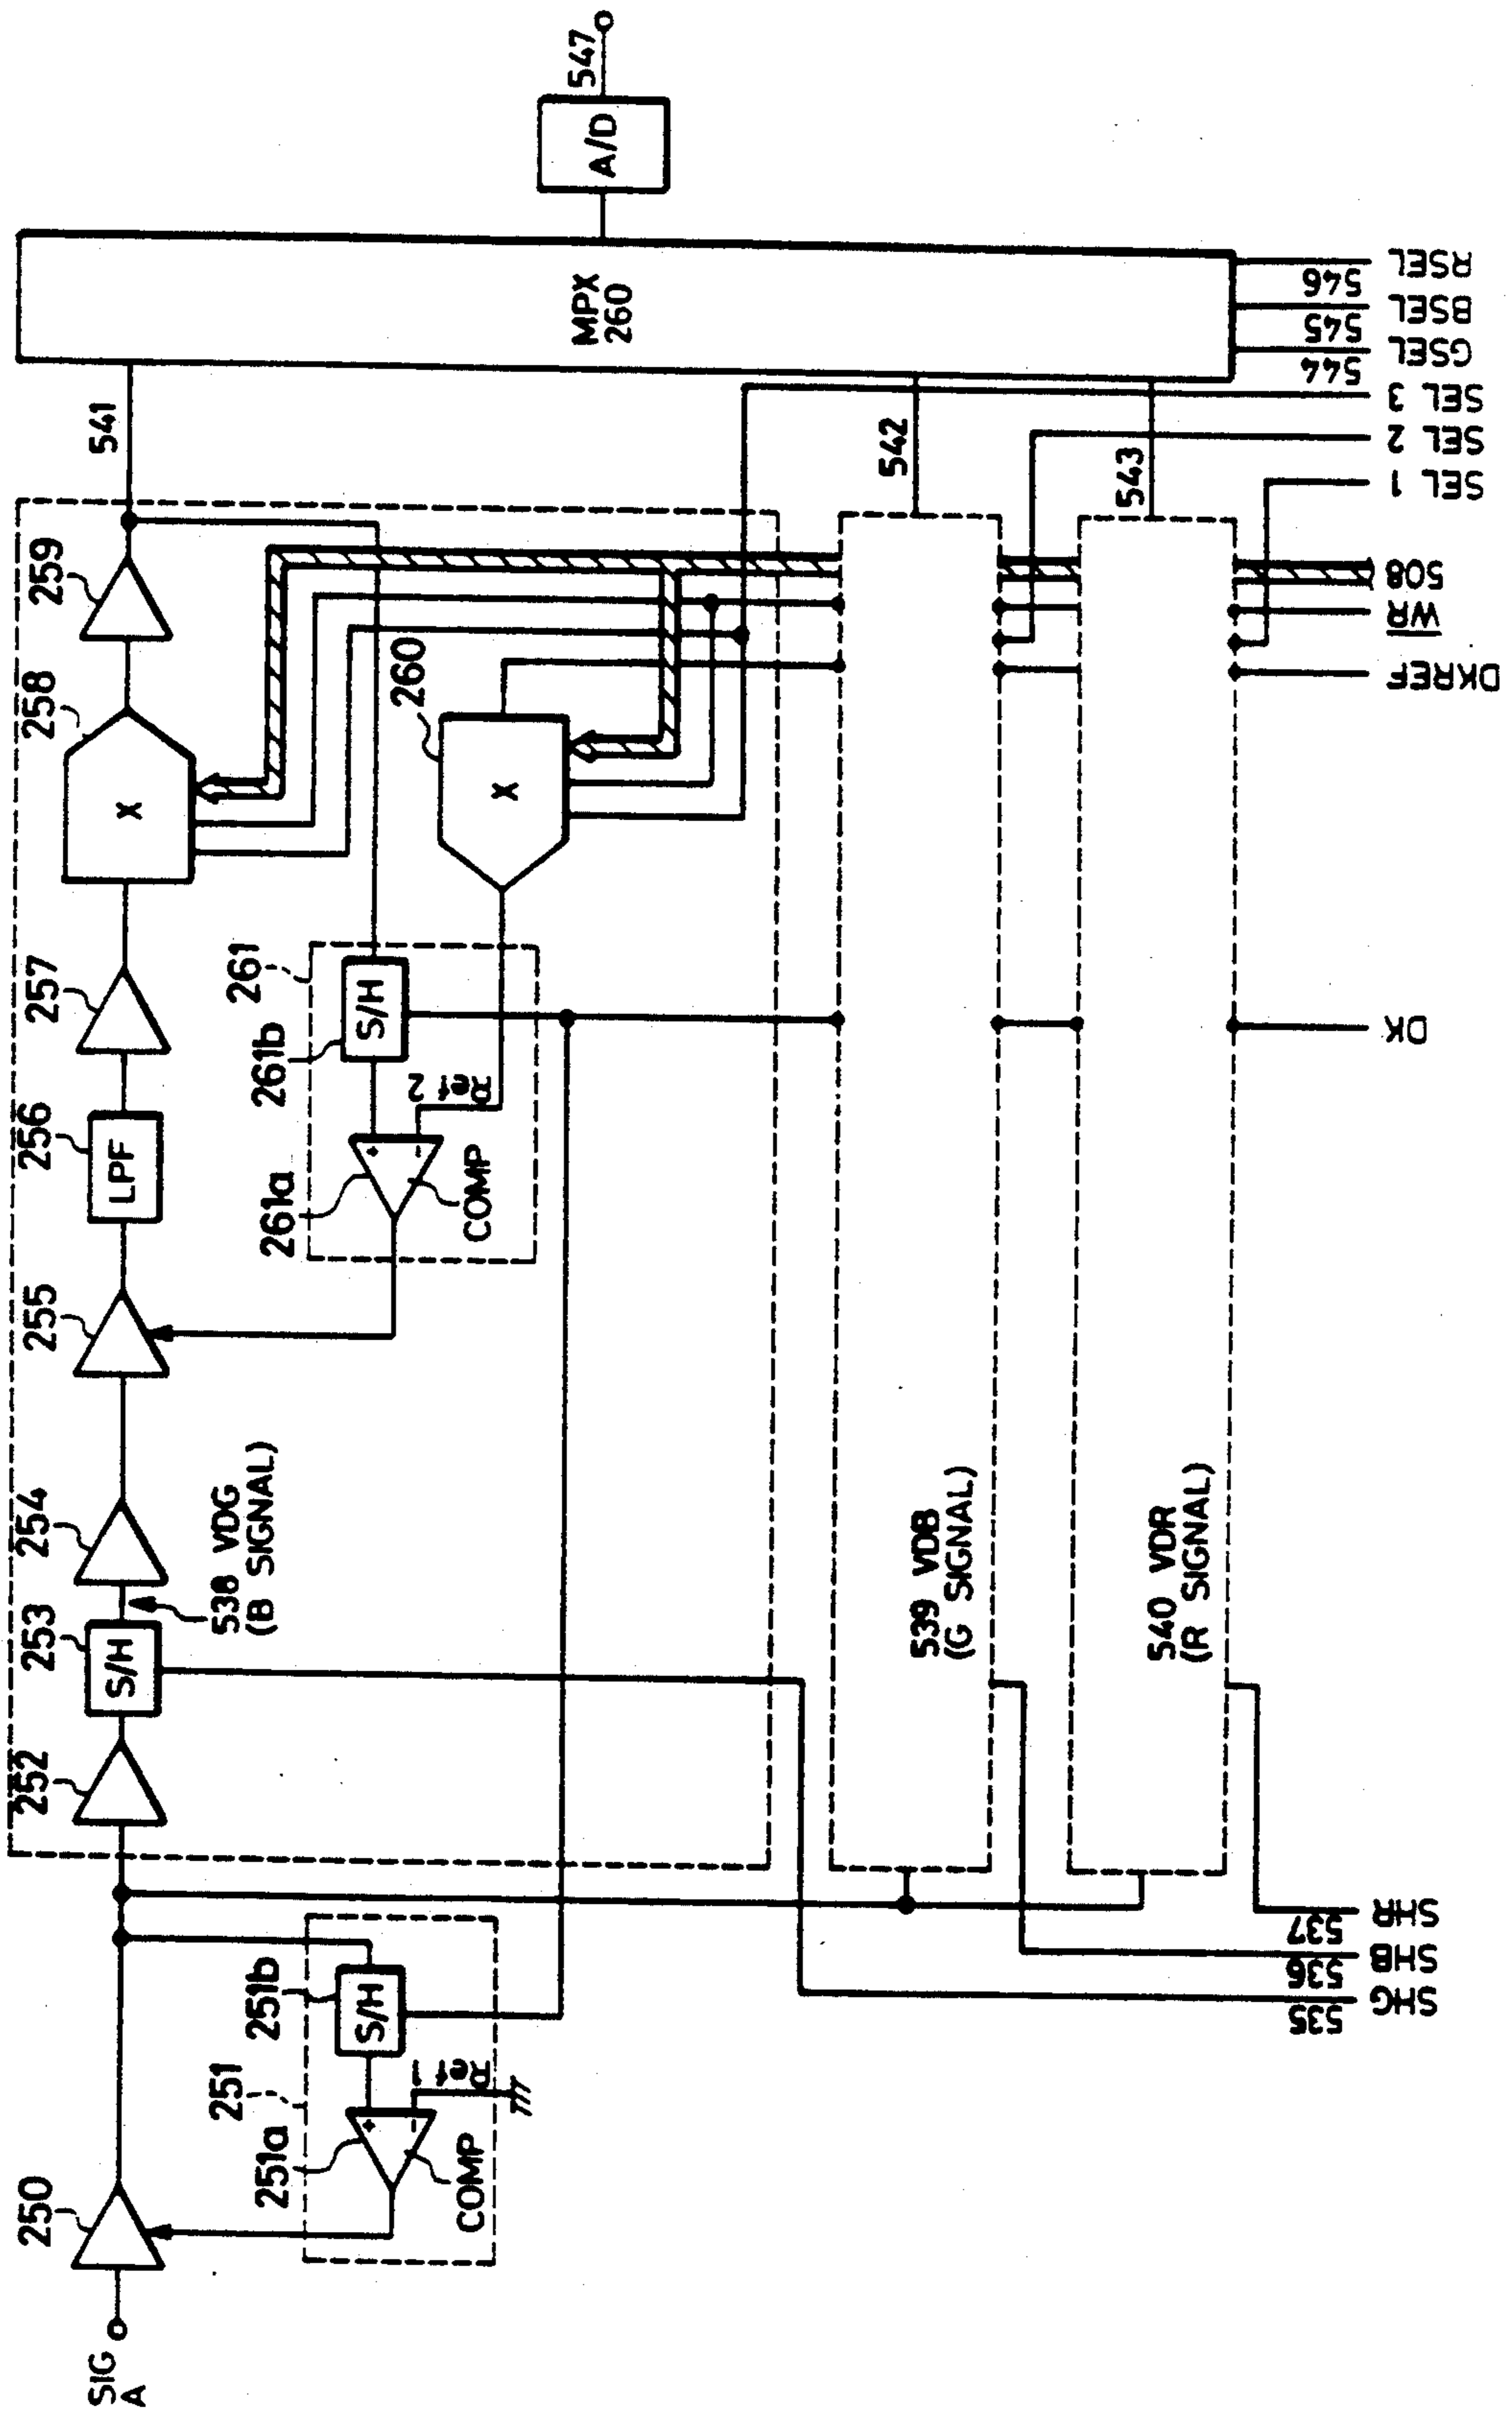 SIG
A
250
251
251a
251b
S/H
COMP
+
-
Ref 1
252
253
S/H
538 VDG
(B SIGNAL)
254
255
256
LPF
257
258
X
259
541
260
X
261
261a
261b
S/H
COMP
+
-
Ref 2
539 VDB
(G SIGNAL)
542
540 VDR
(R SIGNAL)
543
MPX
260
A/D
547
535
SHG
536
SHB
537
SHR
DK
DKREF
WR
508
SEL 1
SEL 2
SEL 3
544
GSEL
545
BSEL
546
RSEL